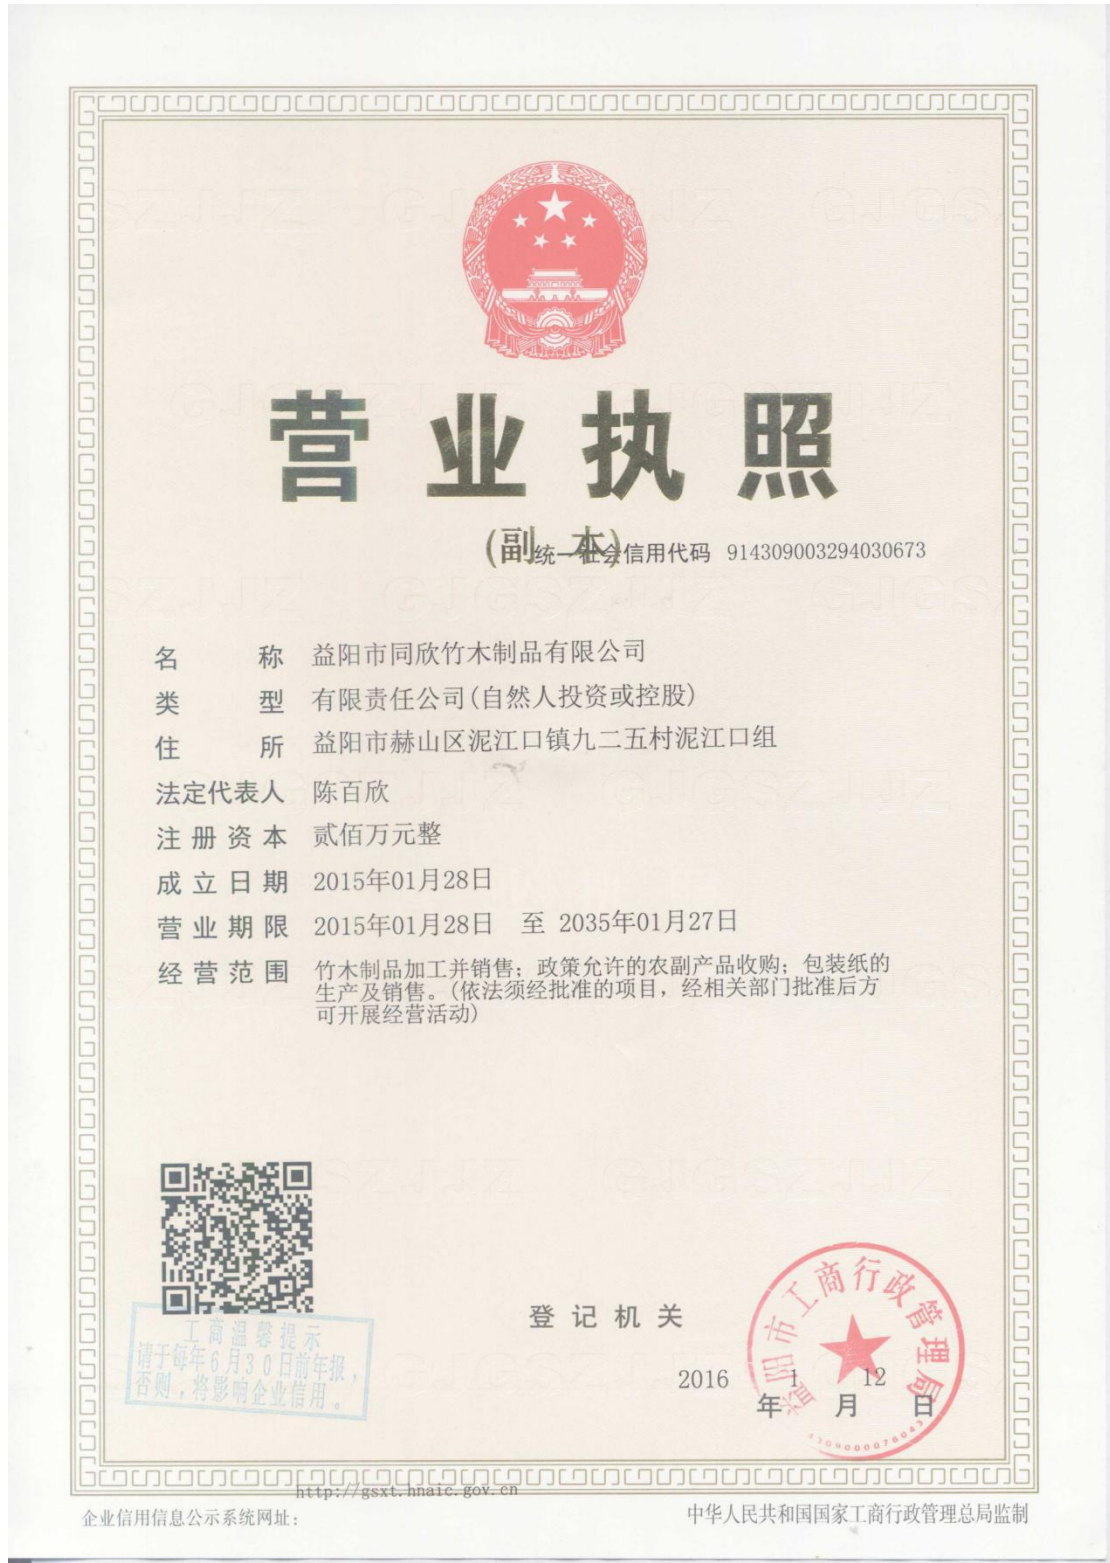 营业执照
(副 本)
统一社会信用代码 914309003294030673
名称 益阳市同欣竹木制品有限公司
类型 有限责任公司(自然人投资或控股)
住所 益阳市赫山区泥江口镇九二五村泥江口组
法定代表人 陈百欣
注册资本 贰佰万元整
成立日期 2015年01月28日
营业期限 2015年01月28日 至 2035年01月27日
经营范围 竹木制品加工并销售；政策允许的农副产品收购；包装纸的
生产及销售。(依法须经批准的项目，经相关部门批准后方
可开展经营活动)
工商温馨提示
请于每年6月30日前年报，
否则，将影响企业信用。
登记机关
益阳市工商行政管理局
2016年1月12日
http://gsxt.hnaic.gov.cn
企业信用信息公示系统网址：
中华人民共和国国家工商行政管理总局监制